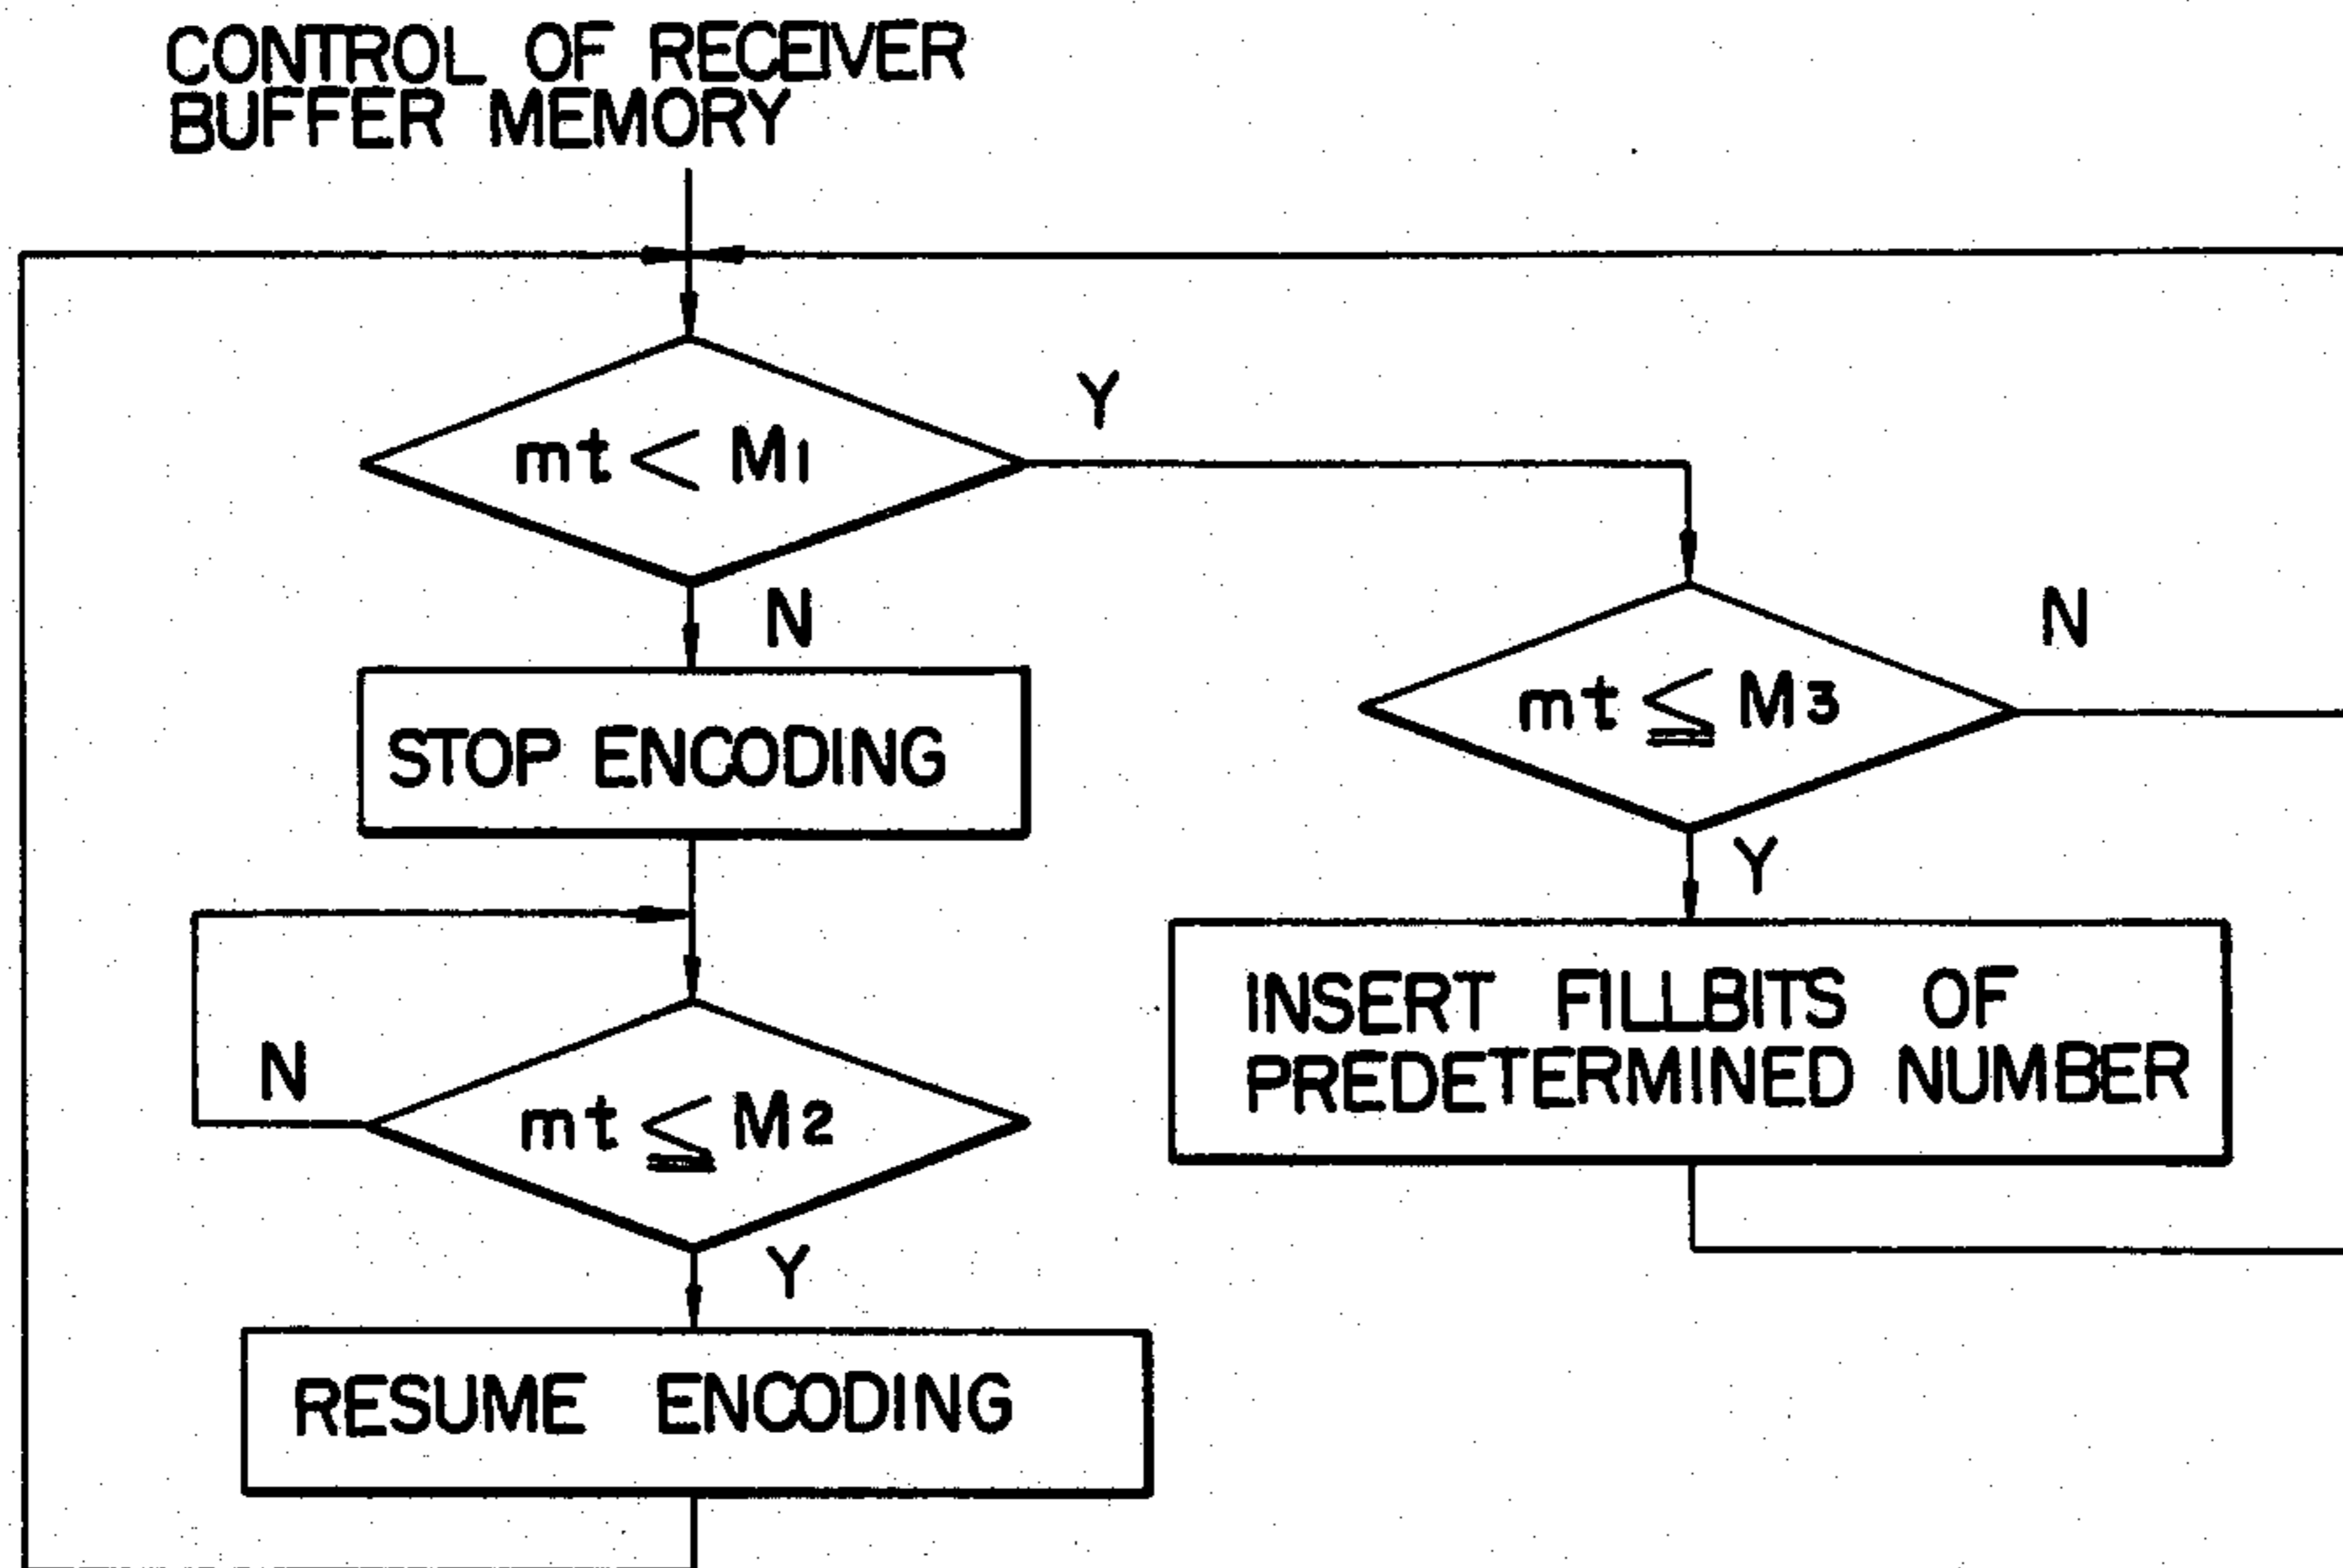 CONTROL OF RECEIVER
BUFFER MEMORY
mt < M1
Y
N
STOP ENCODING
mt ≦ M3
N
Y
INSERT FILLBITS OF
PREDETERMINED NUMBER
N
mt ≦ M2
Y
RESUME ENCODING